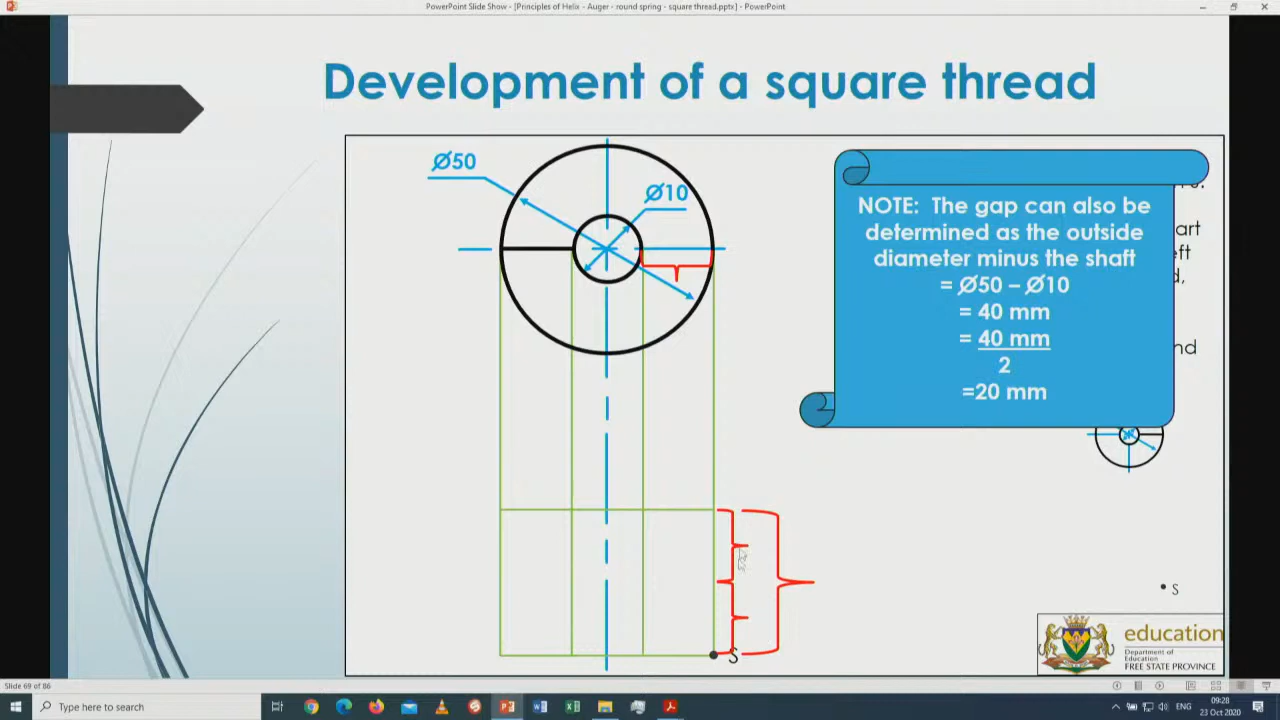 PowerPoint Slide Show - [Principles of Helix - Auger - round spring - square thread.pptx] - PowerPoint
Development of a square thread
Ø50
Ø10
NOTE: The gap can also be
determined as the outside
diameter minus the shaft
= Ø50 – Ø10
= 40 mm
= 40 mm
2
=20 mm
art
nd
S
S
education
Department of
Education
FREE STATE PROVINCE
Slide 69 of 86
Type here to search
ENG
09:28
23 Oct 2020